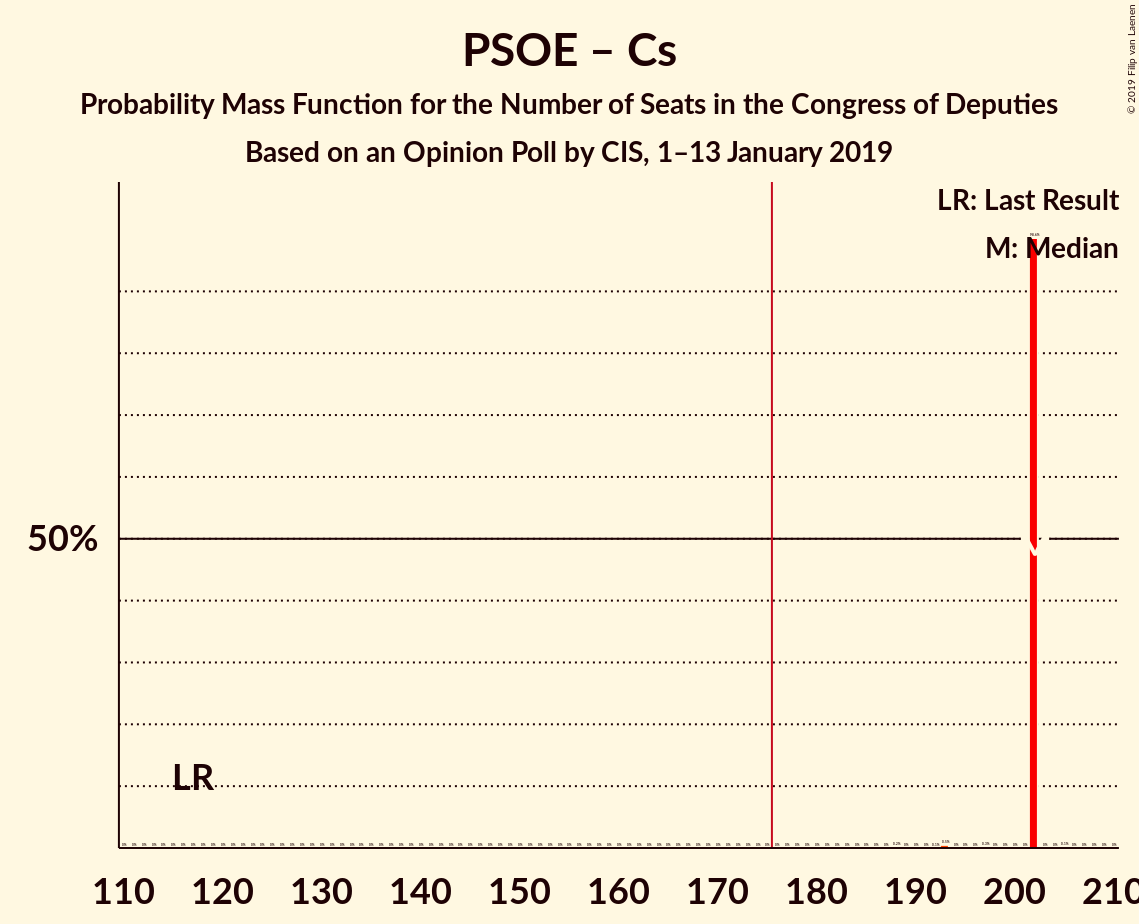 © 2019 Filip van Laenen
PSOE – Cs
Probability Mass Function for the Number of Seats in the Congress of Deputies
Based on an Opinion Poll by CIS, 1–13 January 2019
LR: Last Result
M: Median
50%
LR
110 120 130 140 150 160 170 180 190 200 210